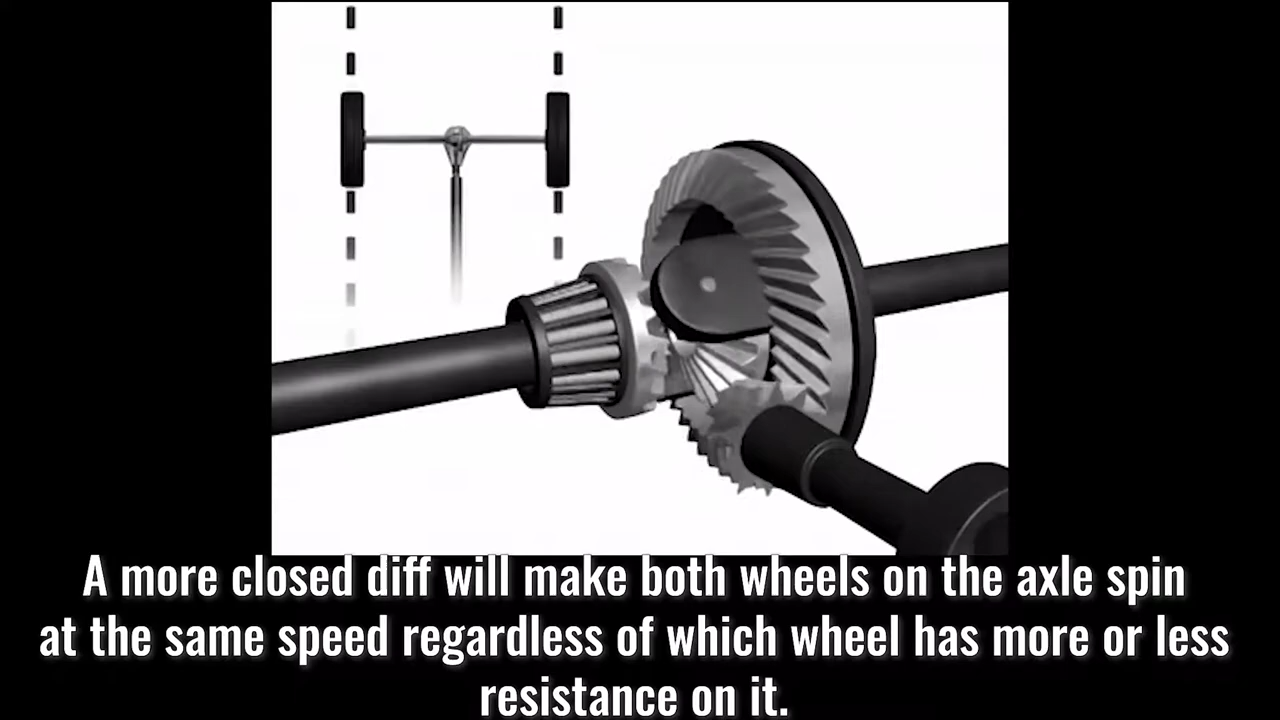 A more closed diff will make both wheels on the axle spin
at the same speed regardless of which wheel has more or less
resistance on it.